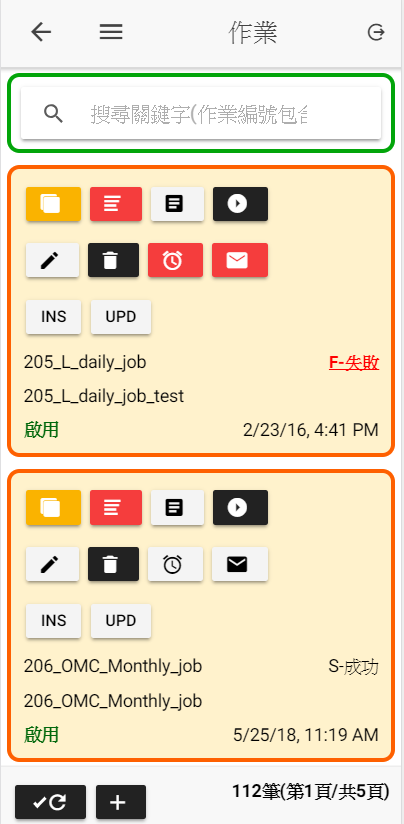 作業
搜尋關鍵字(作業編號包含
INS UPD
205_L_daily_job F-失敗
205_L_daily_job_test
啟用 2/23/16, 4:41 PM
INS UPD
206_OMC_Monthly_job S-成功
206_OMC_Monthly_job
啟用 5/25/18, 11:19 AM
112筆(第1頁/共5頁)